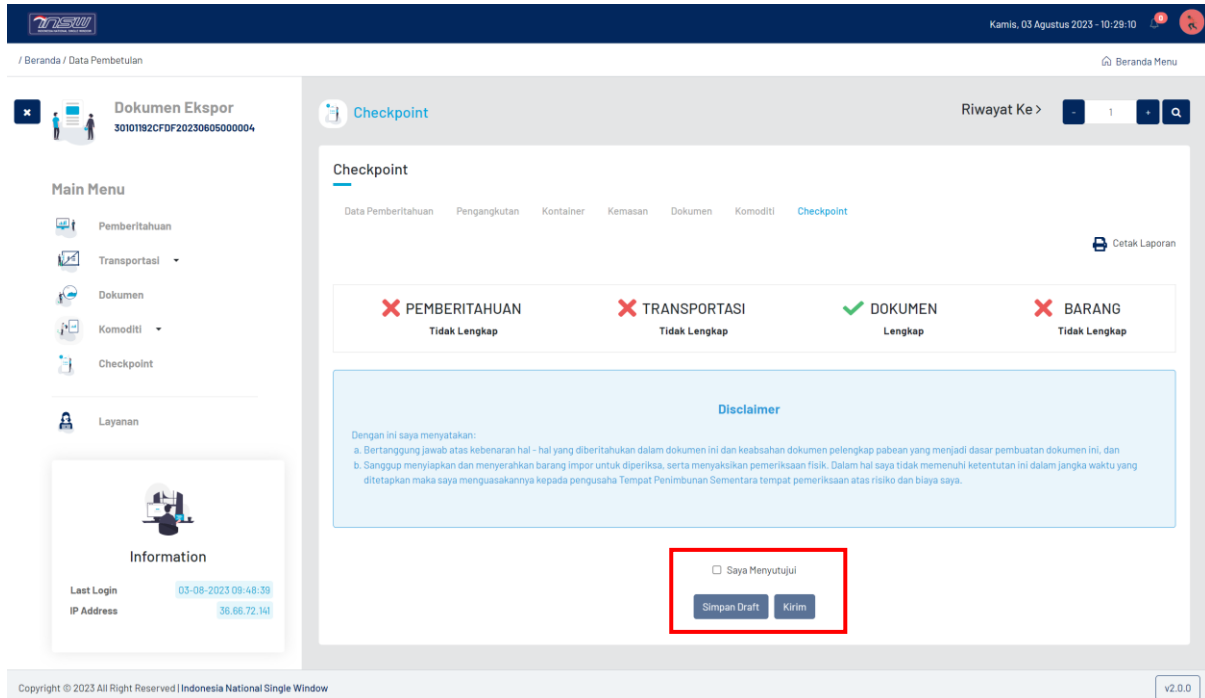 INSW
INDONESIA NATIONAL SINGLE WINDOW
Kamis, 03 Agustus 2023 - 10:29:10
0
/ Beranda / Data Pembetulan
Beranda Menu
x
Dokumen Ekspor
30101192CFDF20230605000004
Main Menu
Pemberitahuan
Transportasi
Dokumen
Komoditi
Checkpoint
Layanan
Information
Last Login 03-08-2023 09:48:39
IP Address 36.66.72.141
Checkpoint
Riwayat Ke >
- 1 +
Checkpoint
Data Pemberitahuan Pengangkutan Kontainer Kemasan Dokumen Komoditi Checkpoint
Cetak Laporan
PEMBERITAHUAN TRANSPORTASI DOKUMEN BARANG
Tidak Lengkap Tidak Lengkap Lengkap Tidak Lengkap
Disclaimer
Dengan ini saya menyatakan:
a. Bertanggung jawab atas kebenaran hal - hal yang diberitahukan dalam dokumen ini dan keabsahan dokumen pelengkap pabean yang menjadi dasar pembuatan dokumen ini, dan
b. Sanggup menyiapkan dan menyerahkan barang impor untuk diperiksa, serta menyaksikan pemeriksaan fisik. Dalam hal saya tidak memenuhi ketentutan ini dalam jangka waktu yang
ditetapkan maka saya menguasakannya kepada pengusaha Tempat Penimbunan Sementara tempat pemeriksaan atas risiko dan biaya saya.
Saya Menyutujui
Simpan Draft Kirim
Copyright © 2023 All Right Reserved | Indonesia National Single Window
v2.0.0